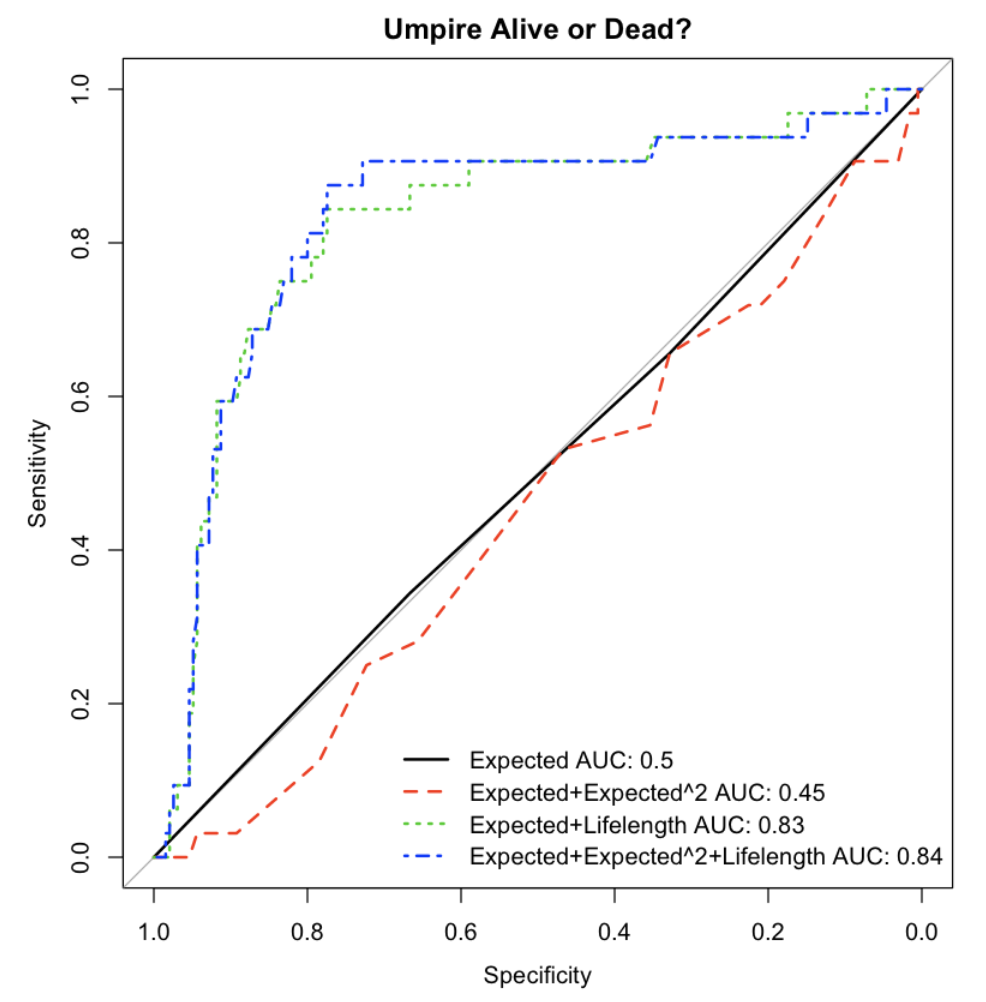 Umpire Alive or Dead?
Sensitivity
1.0
0.8
0.6
0.4
0.2
0.0
Expected AUC: 0.5
Expected+Expected^2 AUC: 0.45
Expected+Lifelength AUC: 0.83
Expected+Expected^2+Lifelength AUC: 0.84
1.0 0.8 0.6 0.4 0.2 0.0
Specificity